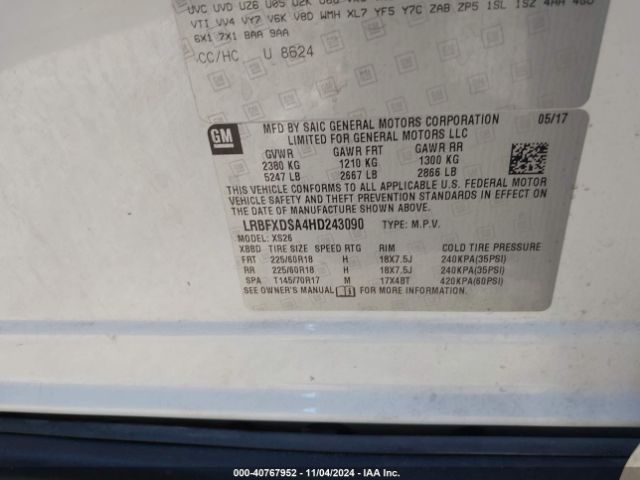 UVC UVD UZ6 U05 U2K
VTI VV4 VY7 V6K V8D WMH XL7 YF5 Y7C ZAB ZP5 1SL 1SZ 4AA
6X1 7X1 8AA 9AA
CC/HC U 8624
GM
MFD BY SAIC GENERAL MOTORS CORPORATION 05/17
LIMITED FOR GENERAL MOTORS LLC
GVWR GAWR FRT GAWR RR
2380 KG 1210 KG 1300 KG
5247 LB 2667 LB 2866 LB
THIS VEHICLE CONFORMS TO ALL APPLICABLE U.S. FEDERAL MOTOR
VEHICLE SAFETY AND THEFT PREVENTION STANDARDS IN EFFECT ON
THE DATE OF MANUFACTURE SHOWN ABOVE.
LRBFXDSA4HD243090 TYPE: M.P.V.
MODEL: XS26
XBBD TIRE SIZE SPEED RTG RIM COLD TIRE PRESSURE
FRT 225/60R18 H 18X7.5J 240KPA(35PSI)
RR 225/60R18 H 18X7.5J 240KPA(35PSI)
SPA T145/70R17 M 17X4BT 420KPA(60PSI)
SEE OWNER'S MANUAL FOR MORE INFORMATION.
000-40767952 - 11/04/2024 - IAA Inc.